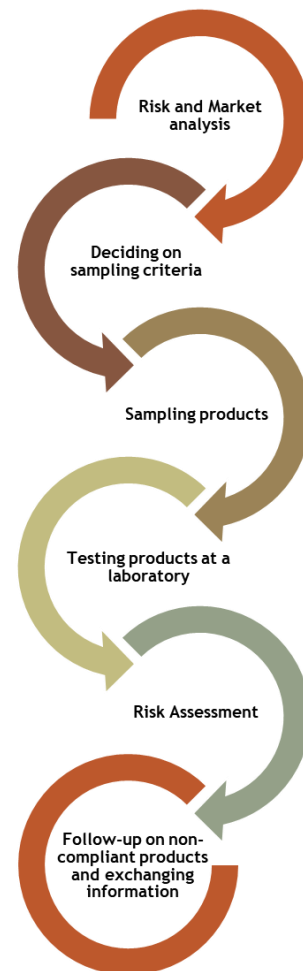 Risk and Market
analysis
Deciding on
sampling criteria
Sampling products
Testing products at a
laboratory
Risk Assessment
Follow-up on non-
compliant products
and exchanging
information